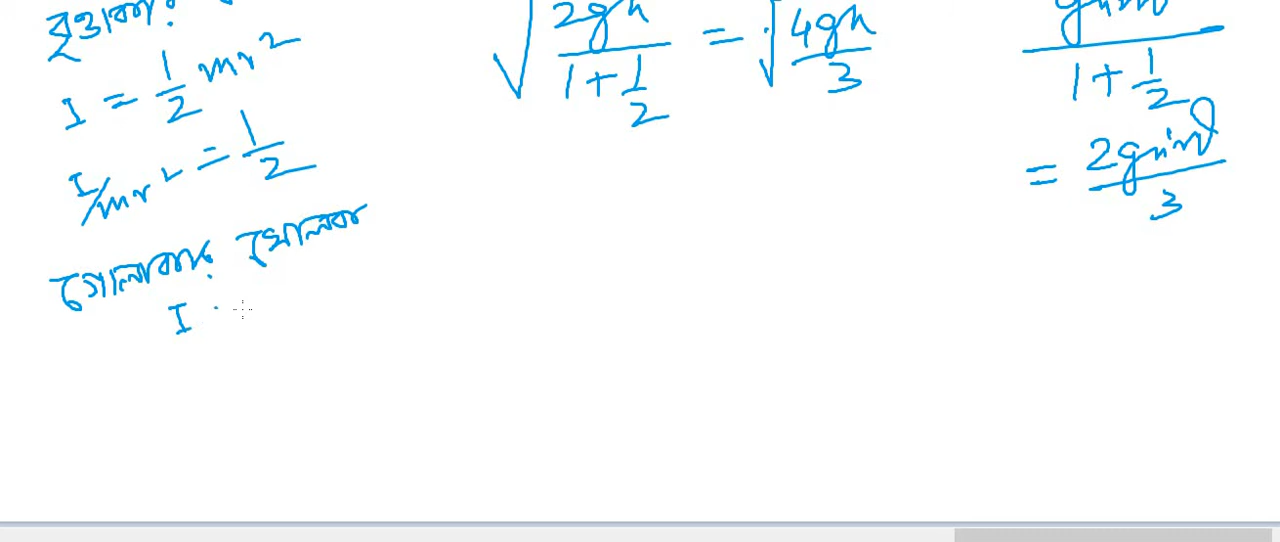 I = 1/2 mr²
I/mr² = 1/2
গোলাকার খোলক
I
√(2gh / (1 + 1/2)) = √(4gh / 3)
g sinθ / (1 + 1/2)
= 2g sinθ / 3